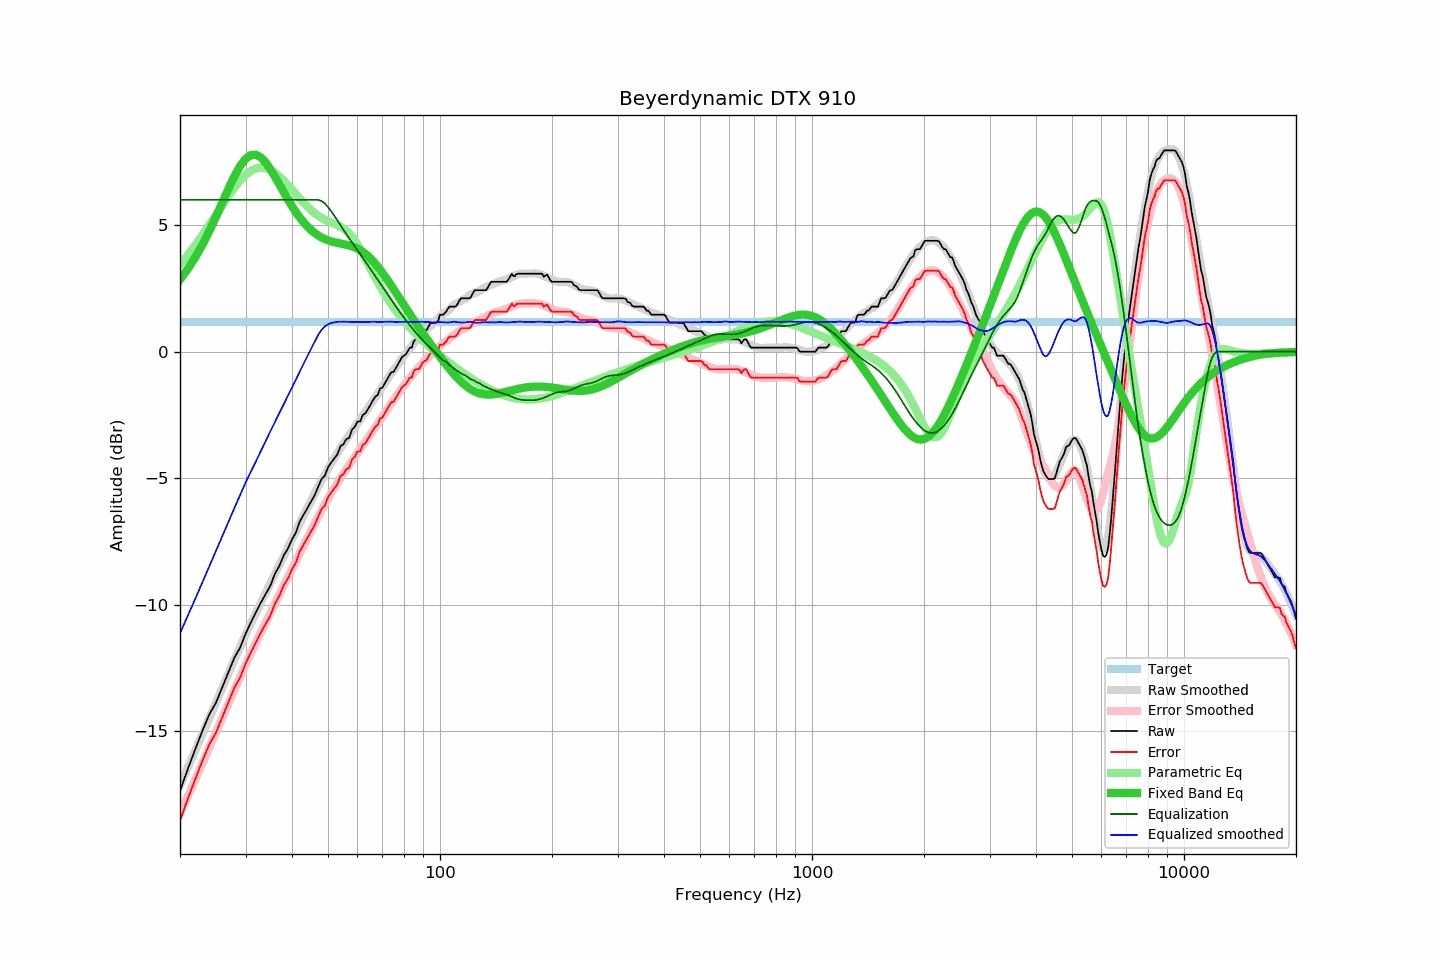 Beyerdynamic DTX 910
Amplitude (dBr)
5
0
−5
−10
−15
100
1000
10000
Frequency (Hz)
Target
Raw Smoothed
Error Smoothed
Raw
Error
Parametric Eq
Fixed Band Eq
Equalization
Equalized smoothed